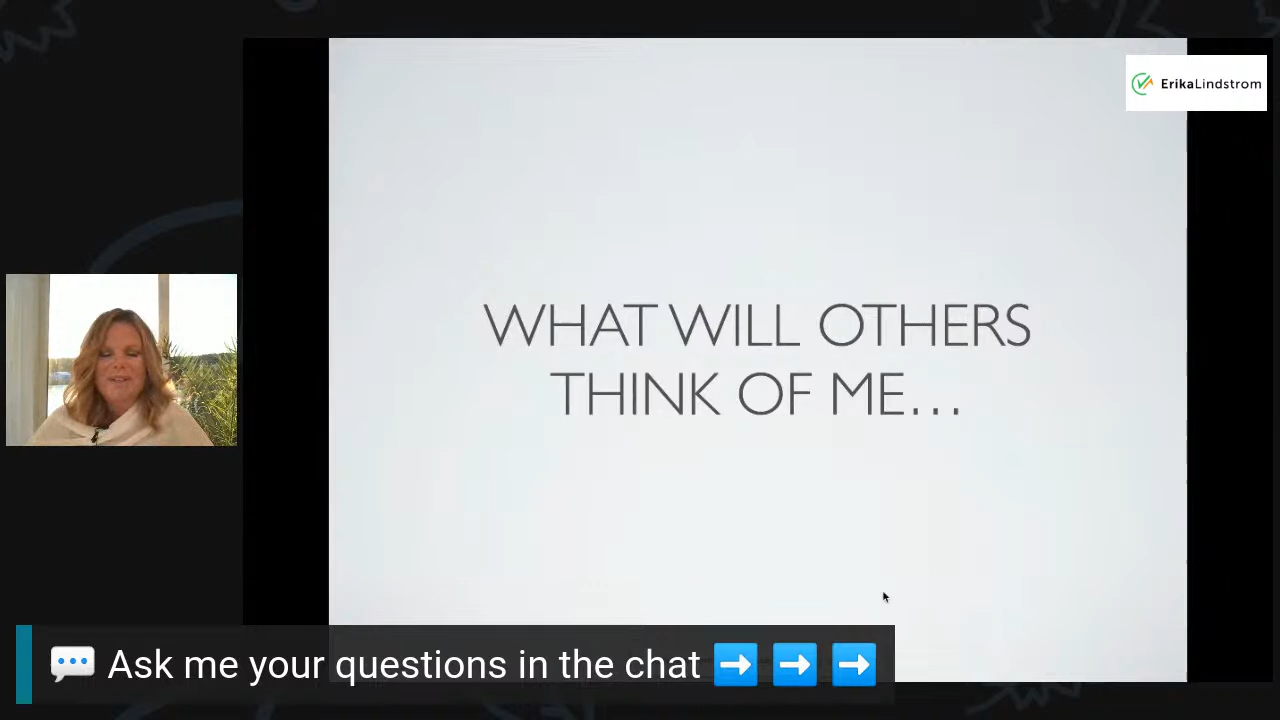 ErikaLindstrom
WHAT WILL OTHERS
THINK OF ME...
💬 Ask me your questions in the chat ➡️ ➡️ ➡️